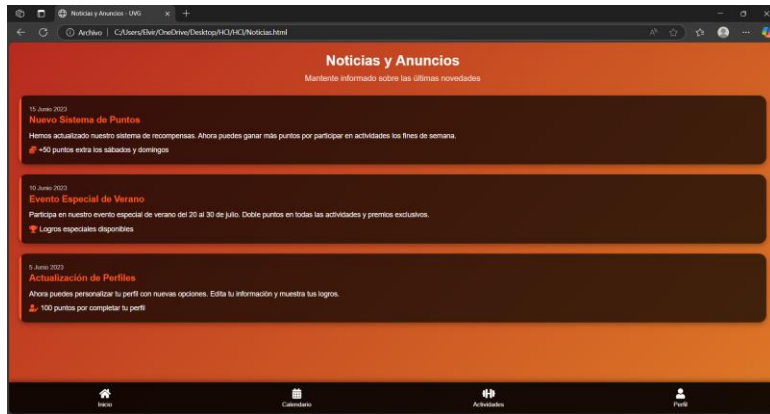 Noticias y Anuncios - UVG
Archivo | C:/Users/Elvir/OneDrive/Desktop/HCI/HCI/Noticias.html
Noticias y Anuncios
Mantente informado sobre las últimas novedades
15 Junio 2023
Nuevo Sistema de Puntos
Hemos actualizado nuestro sistema de recompensas. Ahora puedes ganar más puntos por participar en actividades los fines de semana.
+50 puntos extra los sábados y domingos
10 Junio 2023
Evento Especial de Verano
Participa en nuestro evento especial de verano del 20 al 30 de julio. Doble puntos en todas las actividades y premios exclusivos.
Logros especiales disponibles
5 Junio 2023
Actualización de Perfiles
Ahora puedes personalizar tu perfil con nuevas opciones. Edita tu información y muestra tus logros.
100 puntos por completar tu perfil
Inicio
Calendario
Actividades
Perfil